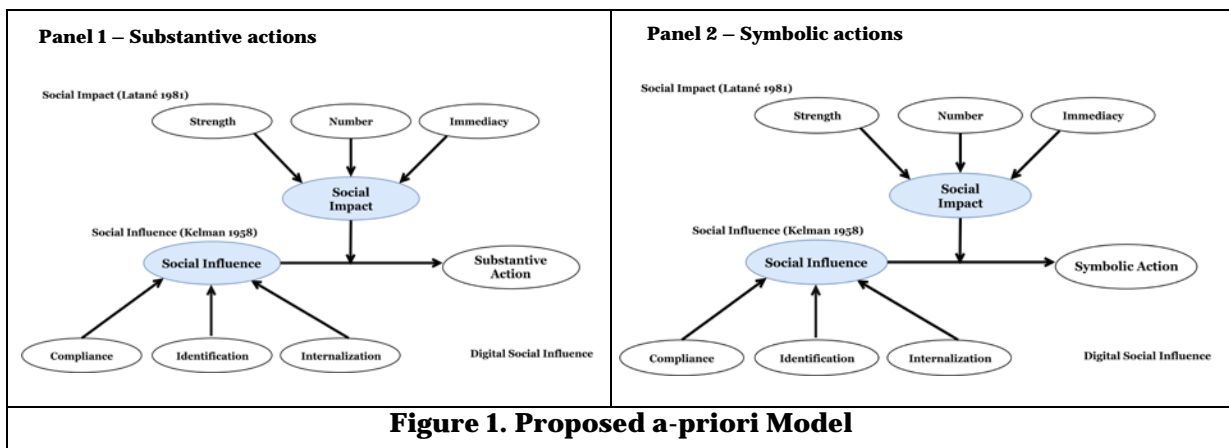 Panel 1 – Substantive actions
Social Impact (Latané 1981)
Strength
Number
Immediacy
Social
Impact
Social Influence (Kelman 1958)
Social Influence
Substantive
Action
Compliance
Identification
Internalization
Digital Social Influence
Panel 2 – Symbolic actions
Social Impact (Latané 1981)
Strength
Number
Immediacy
Social
Impact
Social Influence (Kelman 1958)
Social Influence
Symbolic Action
Compliance
Identification
Internalization
Digital Social Influence
Figure 1. Proposed a-priori Model